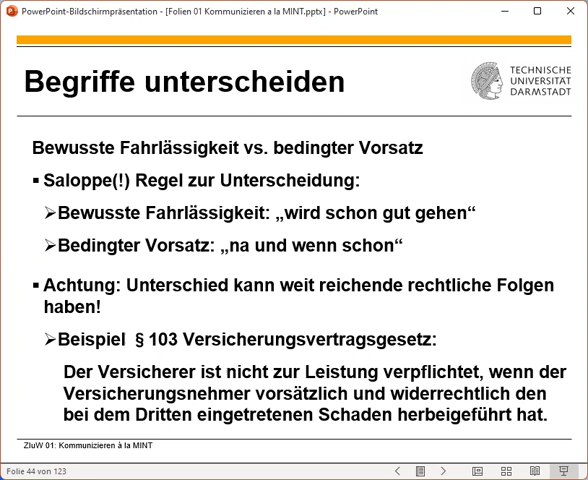 PowerPoint-Bildschirmpräsentation - [Folien 01 Kommunizieren a la MINT.pptx] - PowerPoint
Begriffe unterscheiden
TECHNISCHE
UNIVERSITÄT
DARMSTADT
Bewusste Fahrlässigkeit vs. bedingter Vorsatz
▪ Saloppe(!) Regel zur Unterscheidung:
➢Bewusste Fahrlässigkeit: „wird schon gut gehen“
➢Bedingter Vorsatz: „na und wenn schon“
▪ Achtung: Unterschied kann weit reichende rechtliche Folgen
haben!
➢Beispiel § 103 Versicherungsvertragsgesetz:
Der Versicherer ist nicht zur Leistung verpflichtet, wenn der
Versicherungsnehmer vorsätzlich und widerrechtlich den
bei dem Dritten eingetretenen Schaden herbeigeführt hat.
ZluW 01: Kommunizieren à la MINT
Folie 44 von 123